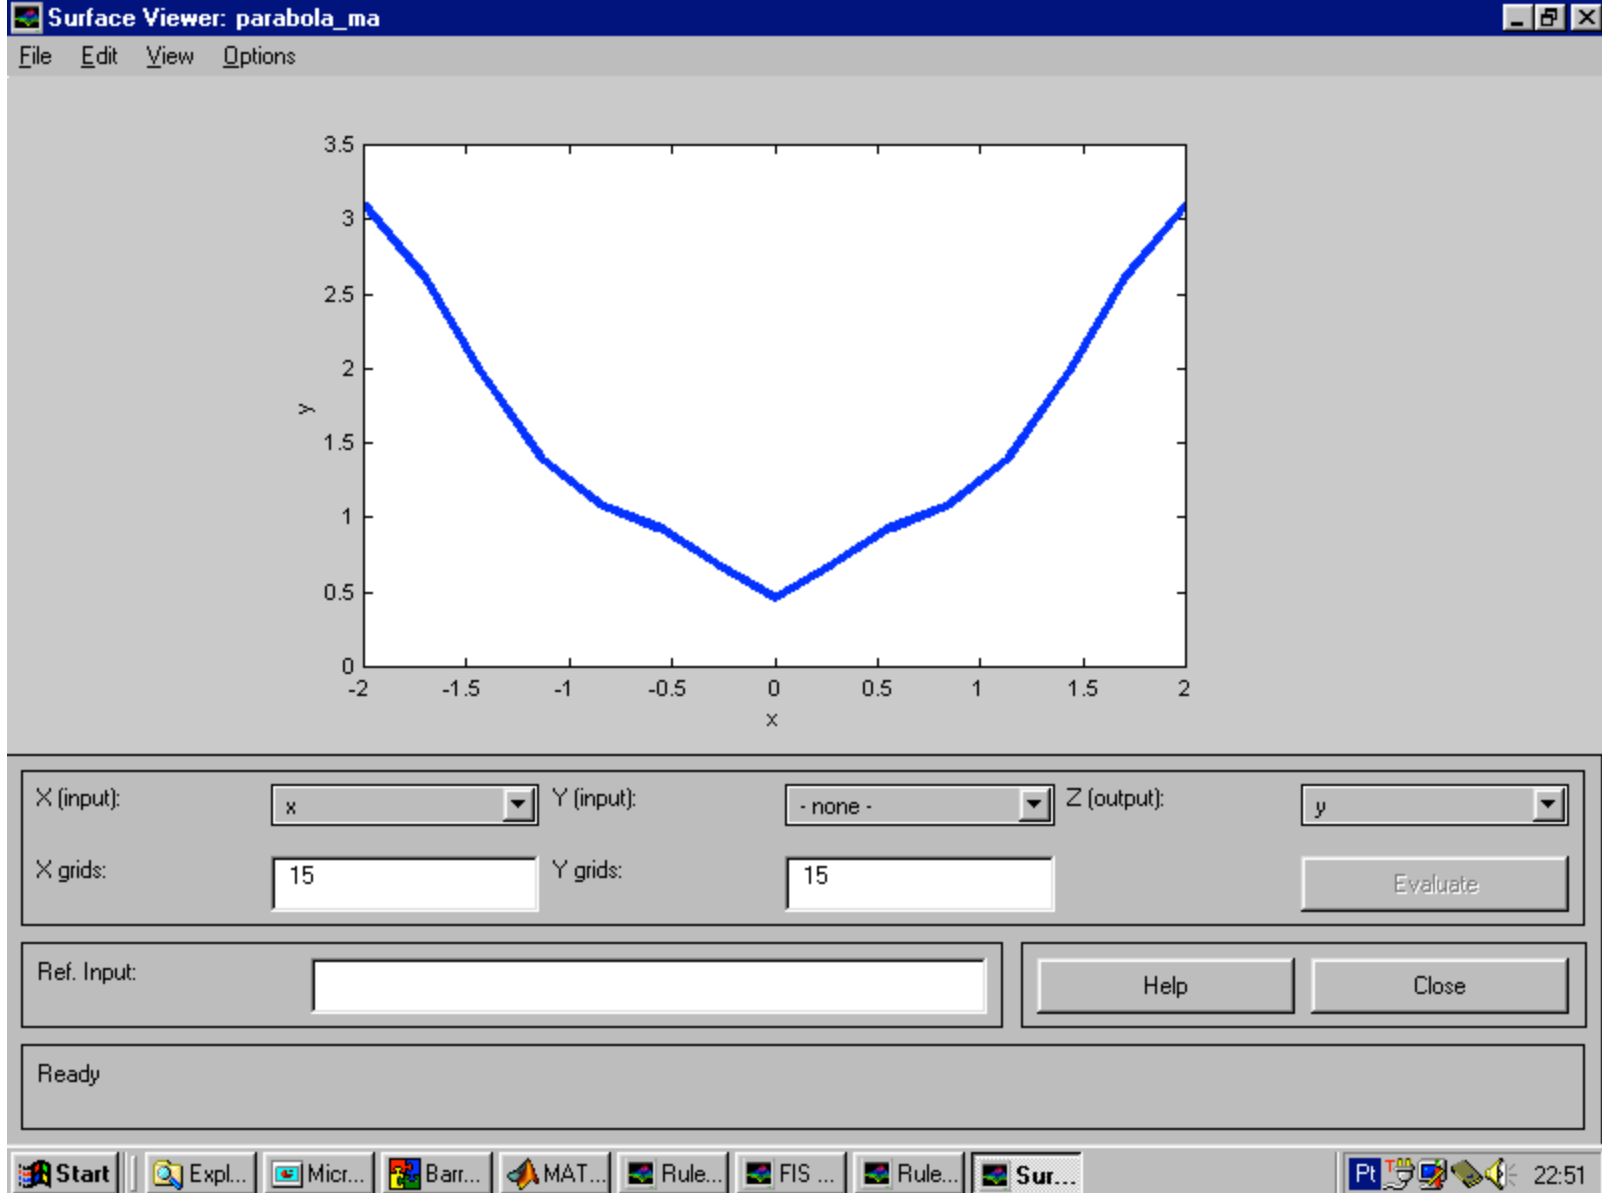 Surface Viewer: parabola_ma
File Edit View Options
3.5
3
2.5
2
1.5
1
0.5
0
y
-2 -1.5 -1 -0.5 0 0.5 1 1.5 2
x
X (input): x Y (input): - none - Z (output): y
X grids: 15 Y grids: 15 Evaluate
Ref. Input: Help Close
Ready
Start Expl... Micr... Barr... MAT... Rule... FIS ... Rule... Sur... Pt 22:51